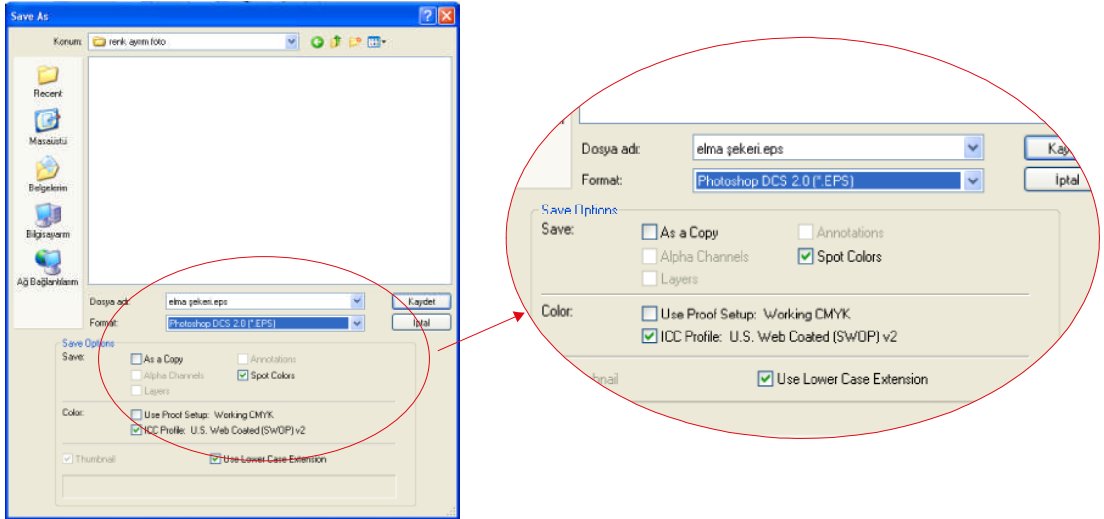 Save As
Konum: renk ayırım foto
Recent
Masaüstü
Belgelerim
Bilgisayarım
Ağ Bağlantılarım
Dosya adı: elma şekeri.eps Kaydet
Format: Photoshop DCS 2.0 (*.EPS) İptal
Save Options
Save: As a Copy Annotations
Alpha Channels Spot Colors
Layers
Color: Use Proof Setup: Working CMYK
ICC Profile: U.S. Web Coated (SWOP) v2
Thumbnail Use Lower Case Extension
Dosya adı: elma şekeri.eps Kay
Format: Photoshop DCS 2.0 (*.EPS) İptal
Save Options
Save: As a Copy Annotations
Alpha Channels Spot Colors
Layers
Color: Use Proof Setup: Working CMYK
ICC Profile: U.S. Web Coated (SWOP) v2
bnail Use Lower Case Extension